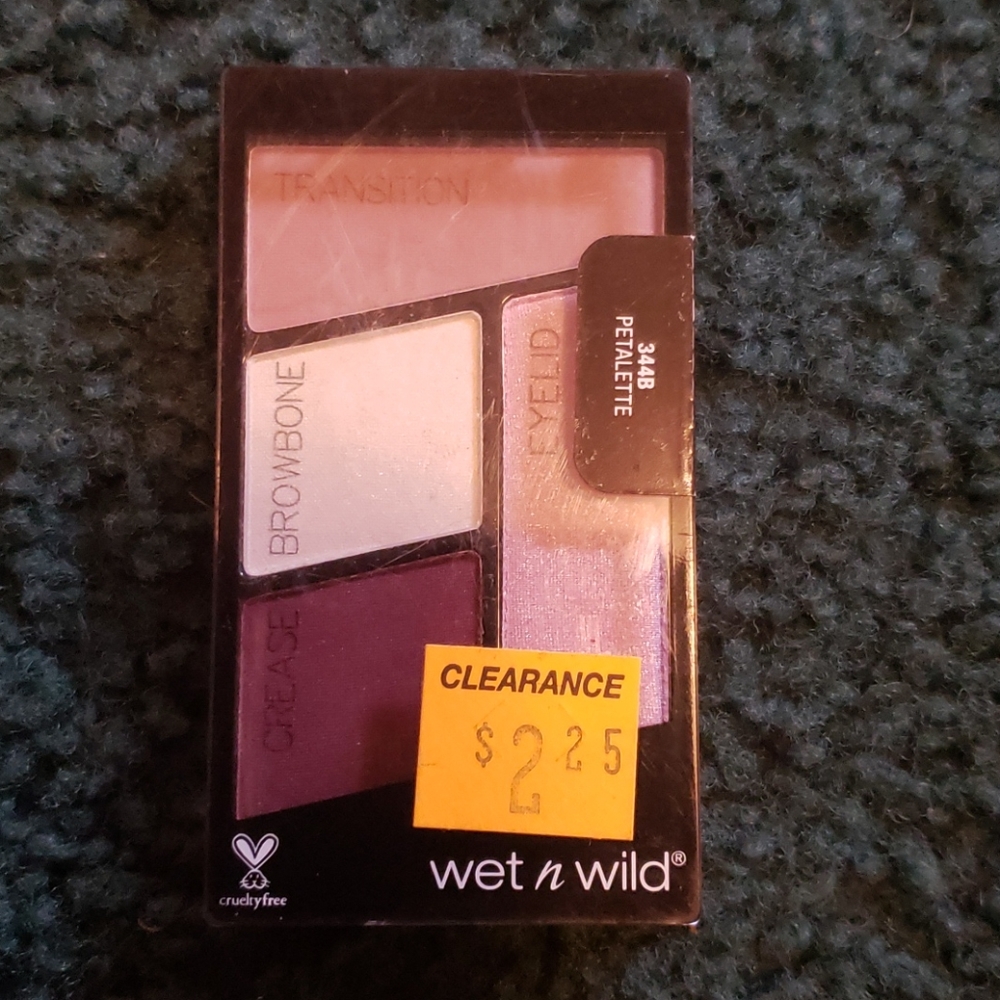 TRANSITION
344B
PETALETTE
EYELID
BROWBONE
CREASE
CLEARANCE
$2 25
wet n wild®
crueltyfree